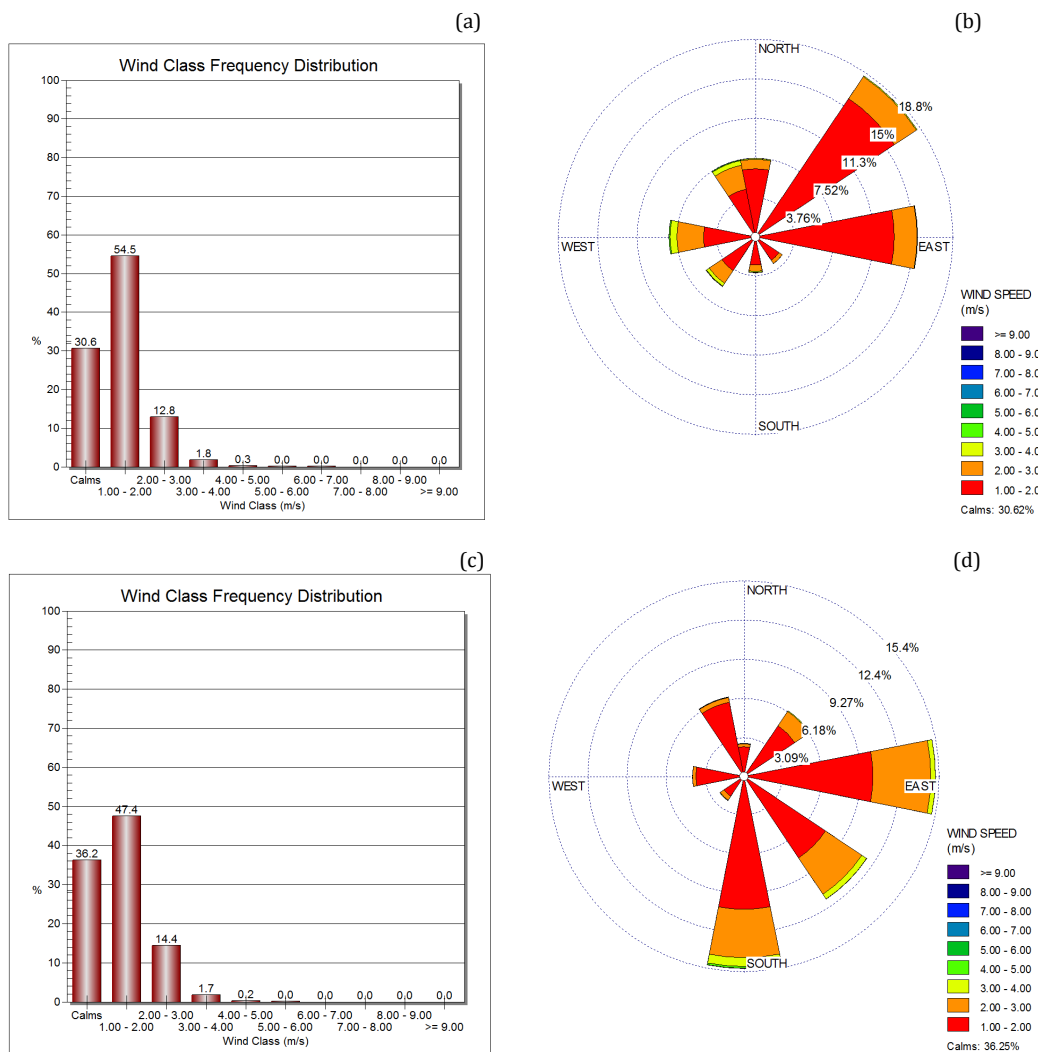 (a)
Wind Class Frequency Distribution
100
90
80
70
60
50
40
30
20
10
0
%
30.6
54.5
12.8
1.8
0.3
0.0
0.0
0.0
0.0
0.0
Calms
1.00 - 2.00
2.00 - 3.00
3.00 - 4.00
4.00 - 5.00
5.00 - 6.00
6.00 - 7.00
7.00 - 8.00
8.00 - 9.00
>= 9.00
Wind Class (m/s)
(b)
NORTH
18.8%
15%
11.3%
7.52%
3.76%
WEST
EAST
SOUTH
WIND SPEED
(m/s)
>= 9.00
8.00 - 9.0
7.00 - 8.0
6.00 - 7.0
5.00 - 6.0
4.00 - 5.0
3.00 - 4.0
2.00 - 3.0
1.00 - 2.0
Calms: 30.62%
(c)
Wind Class Frequency Distribution
100
90
80
70
60
50
40
30
20
10
0
%
36.2
47.4
14.4
1.7
0.2
0.0
0.0
0.0
0.0
0.0
Calms
1.00 - 2.00
2.00 - 3.00
3.00 - 4.00
4.00 - 5.00
5.00 - 6.00
6.00 - 7.00
7.00 - 8.00
8.00 - 9.00
>= 9.00
Wind Class (m/s)
(d)
NORTH
15.4%
12.4%
9.27%
6.18%
3.09%
WEST
EAST
SOUTH
WIND SPEED
(m/s)
>= 9.00
8.00 - 9.00
7.00 - 8.00
6.00 - 7.00
5.00 - 6.00
4.00 - 5.00
3.00 - 4.00
2.00 - 3.00
1.00 - 2.00
Calms: 36.25%